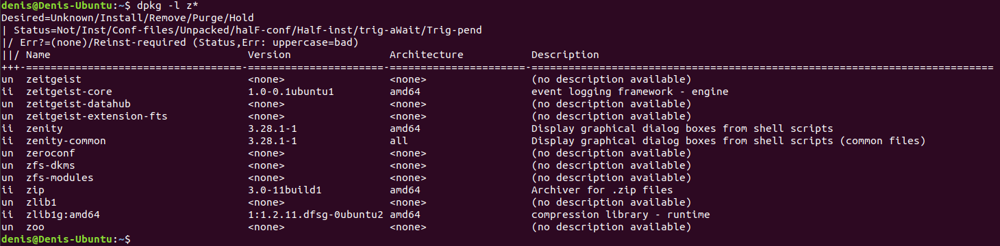 denis@Denis-Ubuntu:~$ dpkg -l z*
Desired=Unknown/Install/Remove/Purge/Hold
| Status=Not/Inst/Conf-files/Unpacked/halF-conf/Half-inst/trig-aWait/Trig-pend
|/ Err?=(none)/Reinst-required (Status,Err: uppercase=bad)
||/ Name                               Version                Architecture           Description
+++-===================================-======================-======================-===========================================================================
un  zeitgeist                           <none>                 <none>                 (no description available)
ii  zeitgeist-core                      1.0-0.1ubuntu1         amd64                  event logging framework - engine
un  zeitgeist-datahub                   <none>                 <none>                 (no description available)
un  zeitgeist-extension-fts             <none>                 <none>                 (no description available)
ii  zenity                              3.28.1-1               amd64                  Display graphical dialog boxes from shell scripts
ii  zenity-common                       3.28.1-1               all                    Display graphical dialog boxes from shell scripts (common files)
un  zeroconf                            <none>                 <none>                 (no description available)
un  zfs-dkms                            <none>                 <none>                 (no description available)
un  zfs-modules                         <none>                 <none>                 (no description available)
ii  zip                                 3.0-11build1           amd64                  Archiver for .zip files
un  zlib1                               <none>                 <none>                 (no description available)
ii  zlib1g:amd64                        1:1.2.11.dfsg-0ubuntu2 amd64                  compression library - runtime
un  zoo                                 <none>                 <none>                 (no description available)
denis@Denis-Ubuntu:~$